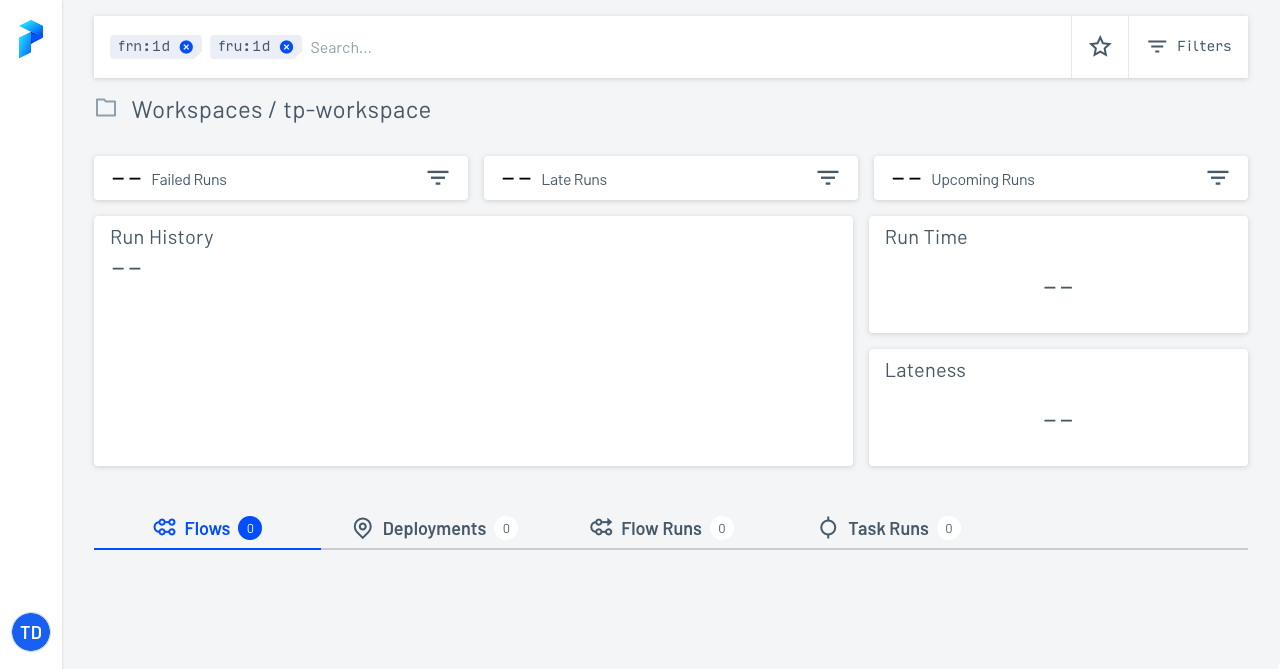 frn:1d fru:1d Search... Filters
Workspaces / tp-workspace
-- Failed Runs -- Late Runs -- Upcoming Runs
Run History
--
Run Time
--
Lateness
--
Flows 0 Deployments 0 Flow Runs 0 Task Runs 0
TD